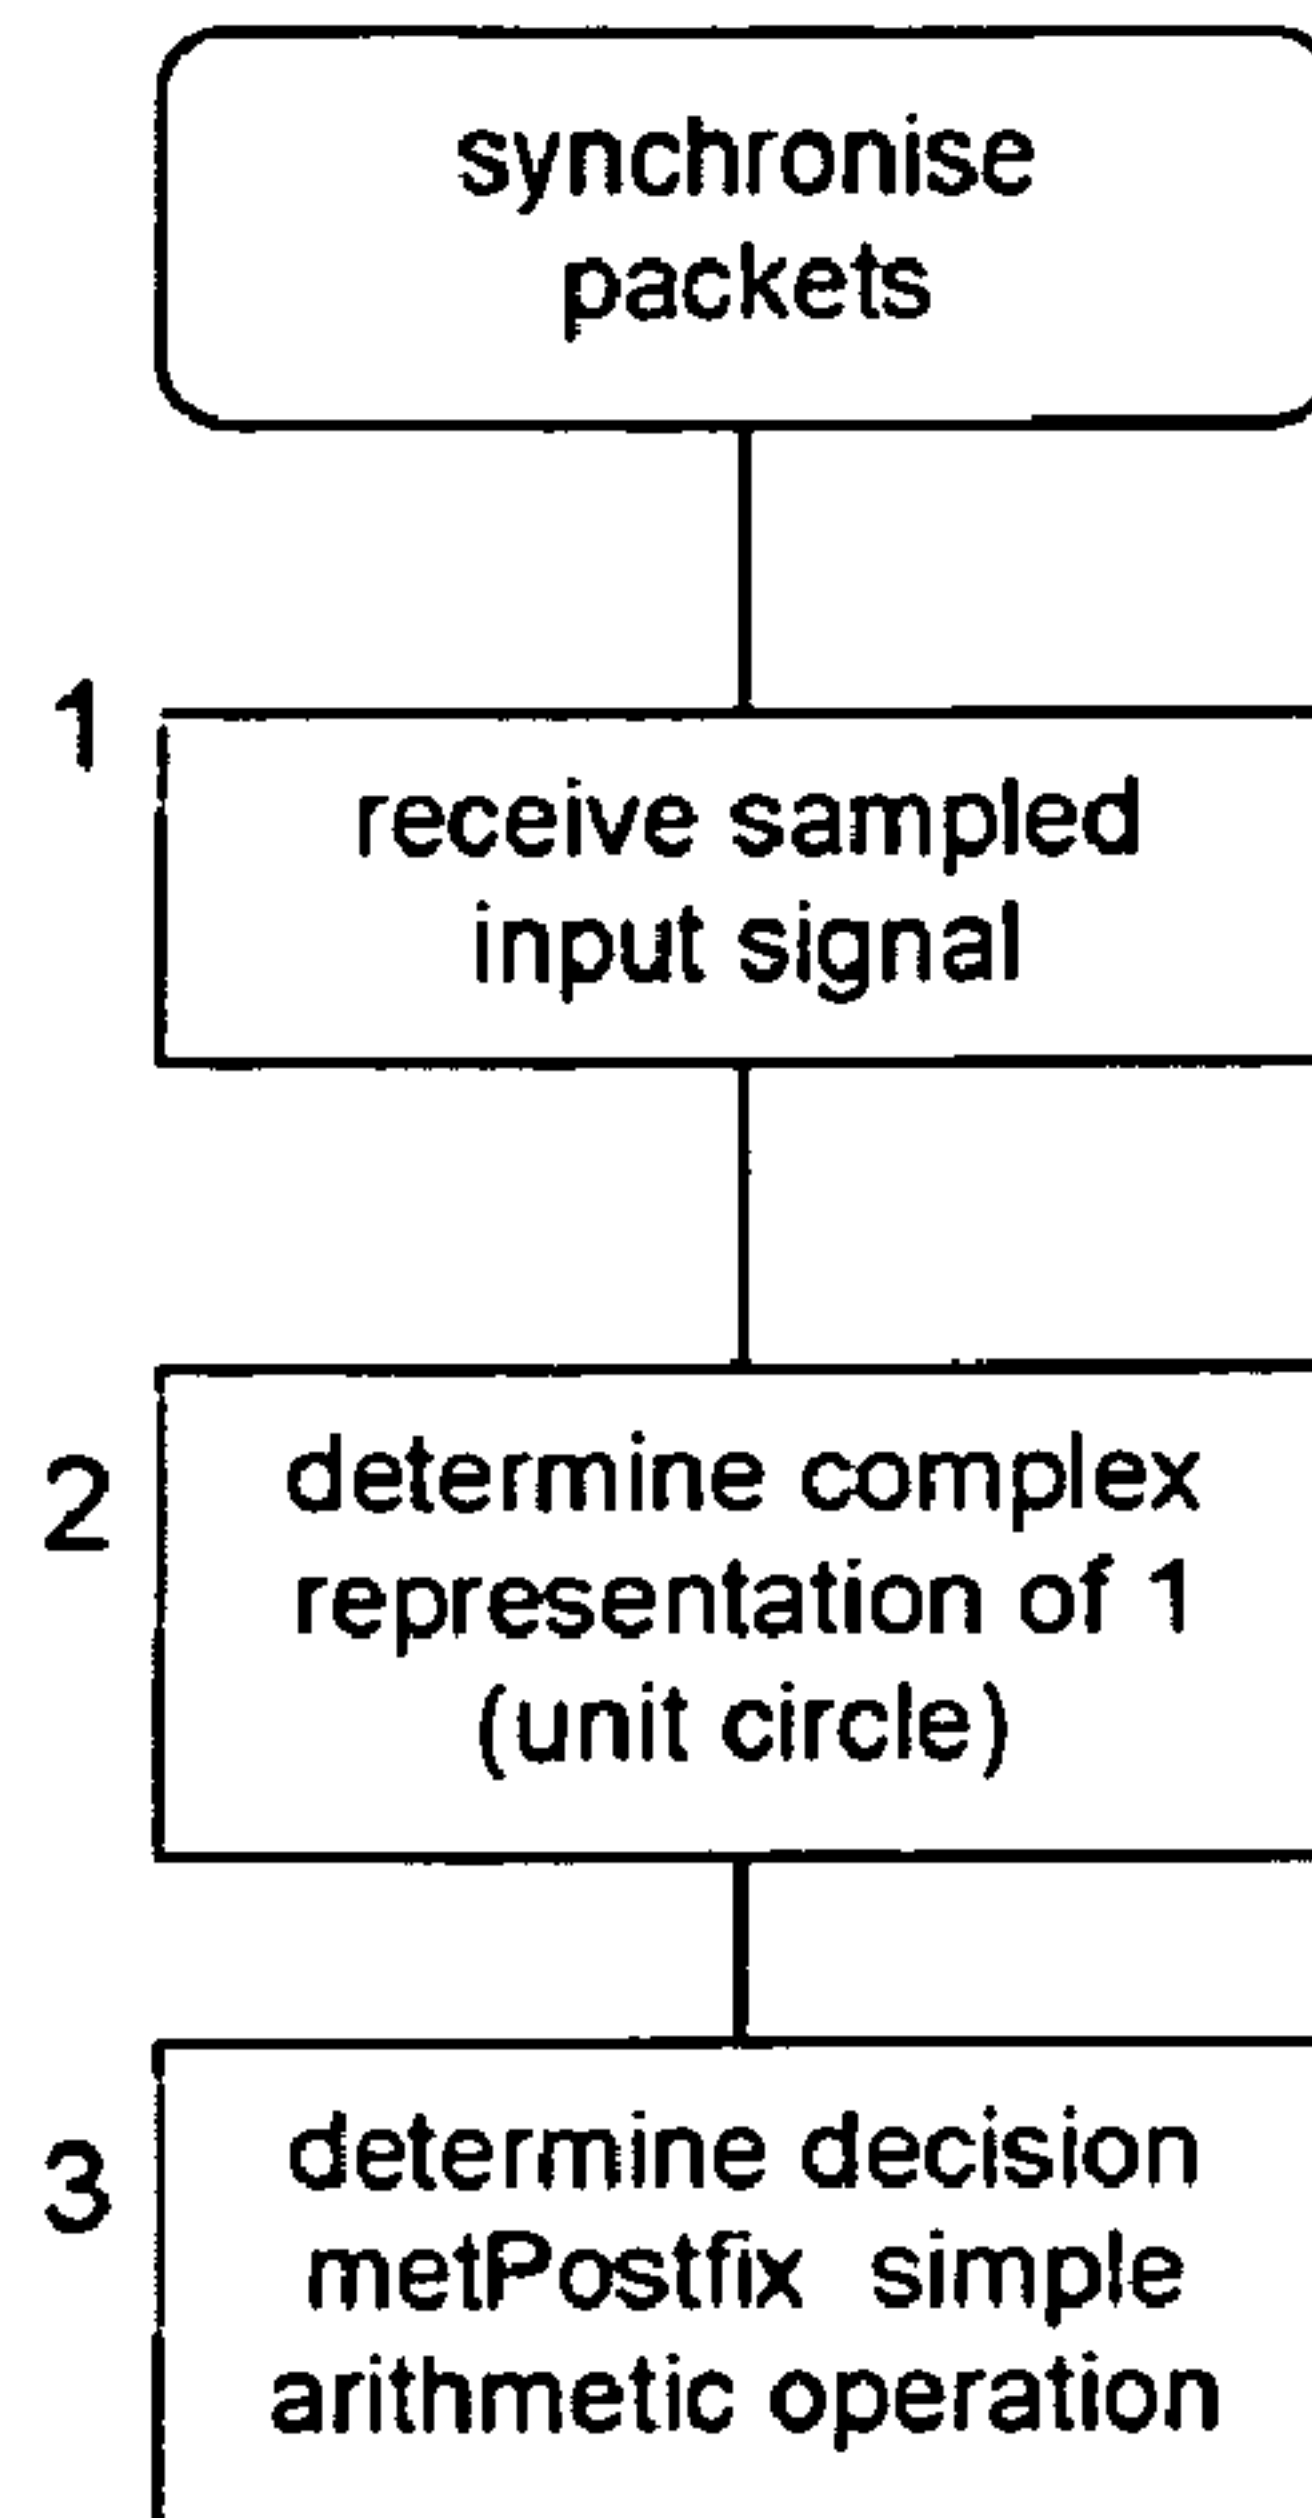 synchronise
packets
1
receive sampled
input signal
2
determine complex
representation of 1
(unit circle)
3
determine decision
metPostfix simple
arithmetic operation